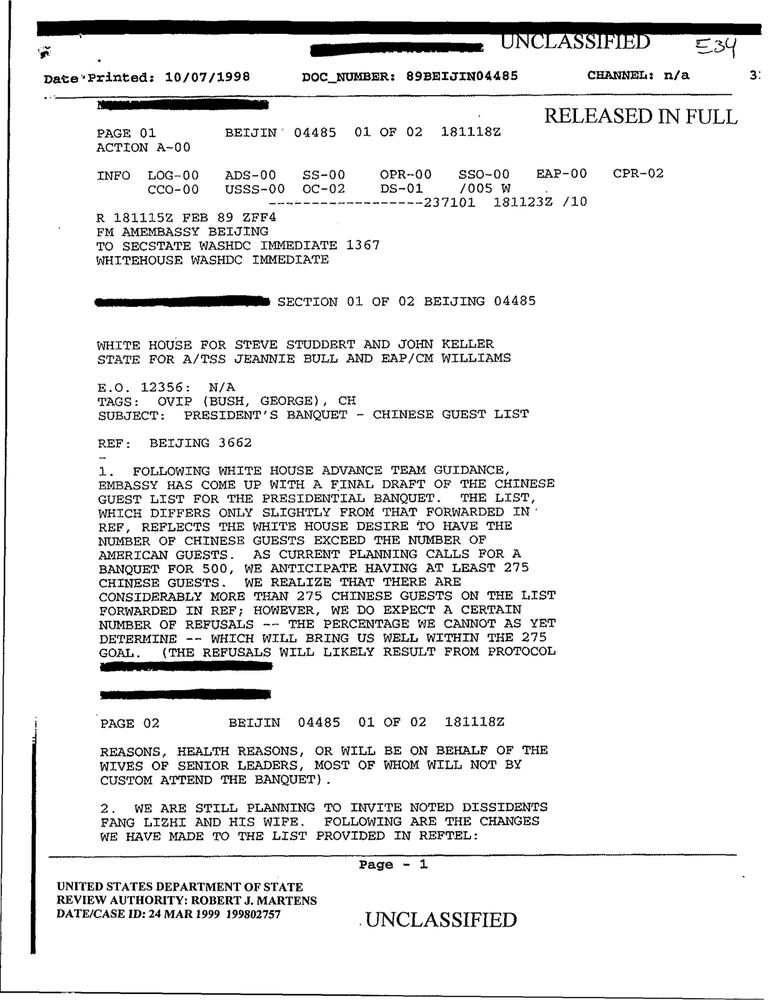 UNCLASSIFIED E34
Date Printed: 10/07/1998 DOC_NUMBER: 89BEIJIN04485 CHANNEL: n/a
RELEASED IN FULL
PAGE 01 BEIJIN 04485 01 OF 02 181118Z
ACTION A-00
INFO LOG-00 ADS-00 SS-00 OPR-00 SSO-00 EAP-00 CPR-02
CCO-00 USSS-00 OC-02 DS-01 /005 W
------------------237101 181123Z /10
R 181115Z FEB 89 ZFF4
FM AMEMBASSY BEIJING
TO SECSTATE WASHDC IMMEDIATE 1367
WHITEHOUSE WASHDC IMMEDIATE
SECTION 01 OF 02 BEIJING 04485
WHITE HOUSE FOR STEVE STUDDERT AND JOHN KELLER
STATE FOR A/TSS JEANNIE BULL AND EAP/CM WILLIAMS
E.O. 12356: N/A
TAGS: OVIP (BUSH, GEORGE), CH
SUBJECT: PRESIDENT'S BANQUET - CHINESE GUEST LIST
REF: BEIJING 3662
-
1. FOLLOWING WHITE HOUSE ADVANCE TEAM GUIDANCE,
EMBASSY HAS COME UP WITH A FINAL DRAFT OF THE CHINESE
GUEST LIST FOR THE PRESIDENTIAL BANQUET. THE LIST,
WHICH DIFFERS ONLY SLIGHTLY FROM THAT FORWARDED IN
REF, REFLECTS THE WHITE HOUSE DESIRE TO HAVE THE
NUMBER OF CHINESE GUESTS EXCEED THE NUMBER OF
AMERICAN GUESTS. AS CURRENT PLANNING CALLS FOR A
BANQUET FOR 500, WE ANTICIPATE HAVING AT LEAST 275
CHINESE GUESTS. WE REALIZE THAT THERE ARE
CONSIDERABLY MORE THAN 275 CHINESE GUESTS ON THE LIST
FORWARDED IN REF; HOWEVER, WE DO EXPECT A CERTAIN
NUMBER OF REFUSALS -- THE PERCENTAGE WE CANNOT AS YET
DETERMINE -- WHICH WILL BRING US WELL WITHIN THE 275
GOAL. (THE REFUSALS WILL LIKELY RESULT FROM PROTOCOL
PAGE 02 BEIJIN 04485 01 OF 02 181118Z
REASONS, HEALTH REASONS, OR WILL BE ON BEHALF OF THE
WIVES OF SENIOR LEADERS, MOST OF WHOM WILL NOT BY
CUSTOM ATTEND THE BANQUET).
2. WE ARE STILL PLANNING TO INVITE NOTED DISSIDENTS
FANG LIZHI AND HIS WIFE. FOLLOWING ARE THE CHANGES
WE HAVE MADE TO THE LIST PROVIDED IN REFTEL:
Page - 1
UNITED STATES DEPARTMENT OF STATE
REVIEW AUTHORITY: ROBERT J. MARTENS
DATE/CASE ID: 24 MAR 1999 199802757
UNCLASSIFIED